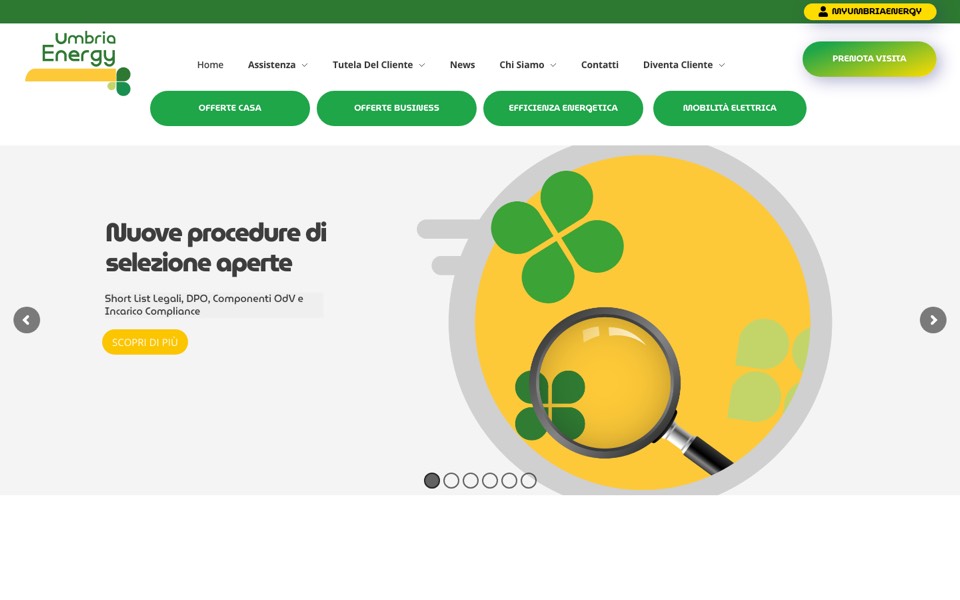 MYUMBRIAENERGY
Umbria
Energy
Home Assistenza Tutela Del Cliente News Chi Siamo Contatti Diventa Cliente
PRENOTA VISITA
OFFERTE CASA OFFERTE BUSINESS EFFICIENZA ENERGETICA MOBILITÀ ELETTRICA
Nuove procedure di
selezione aperte
Short List Legali, DPO, Componenti OdV e
Incarico Compliance
SCOPRI DI PIÙ